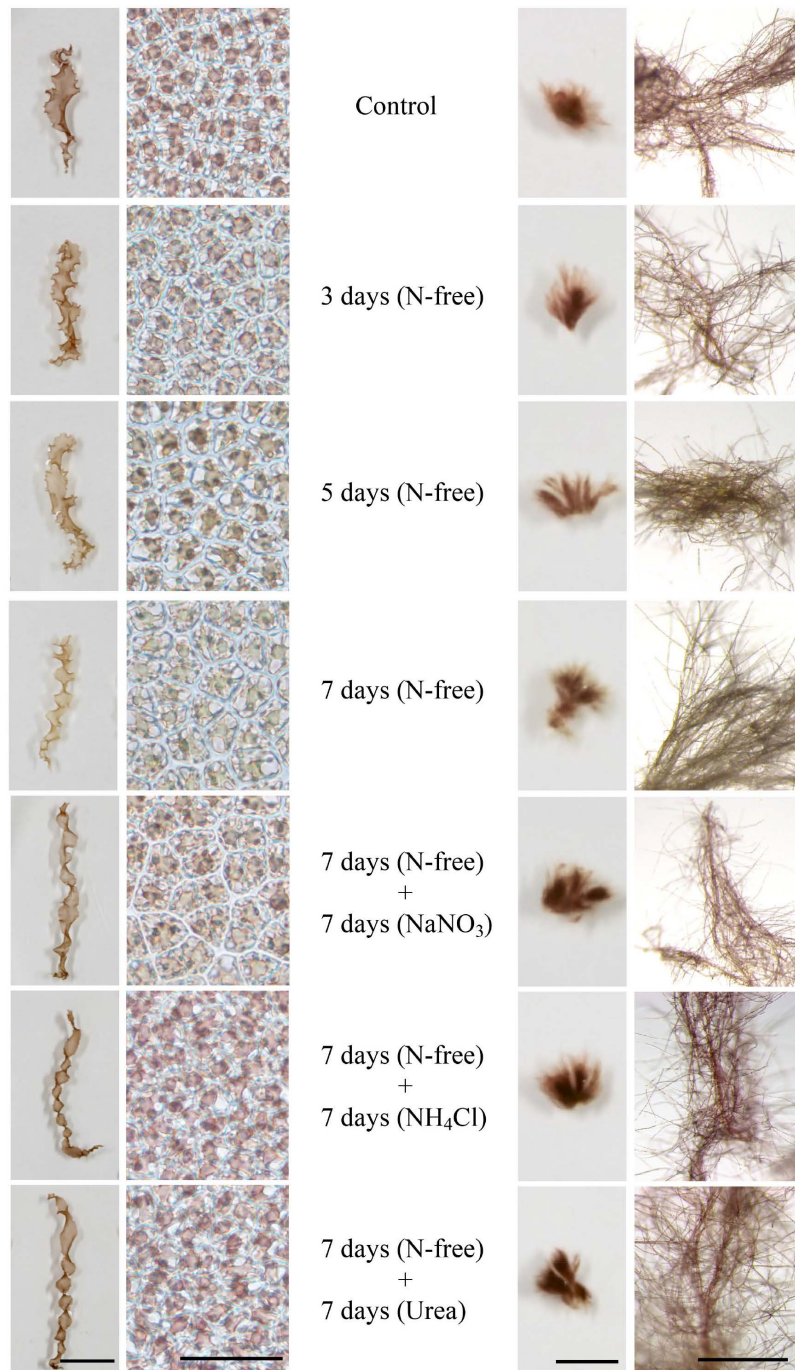 Control
3 days (N-free)
5 days (N-free)
7 days (N-free)
7 days (N-free)
+
7 days (NaNO₃)
7 days (N-free)
+
7 days (NH₄Cl)
7 days (N-free)
+
7 days (Urea)